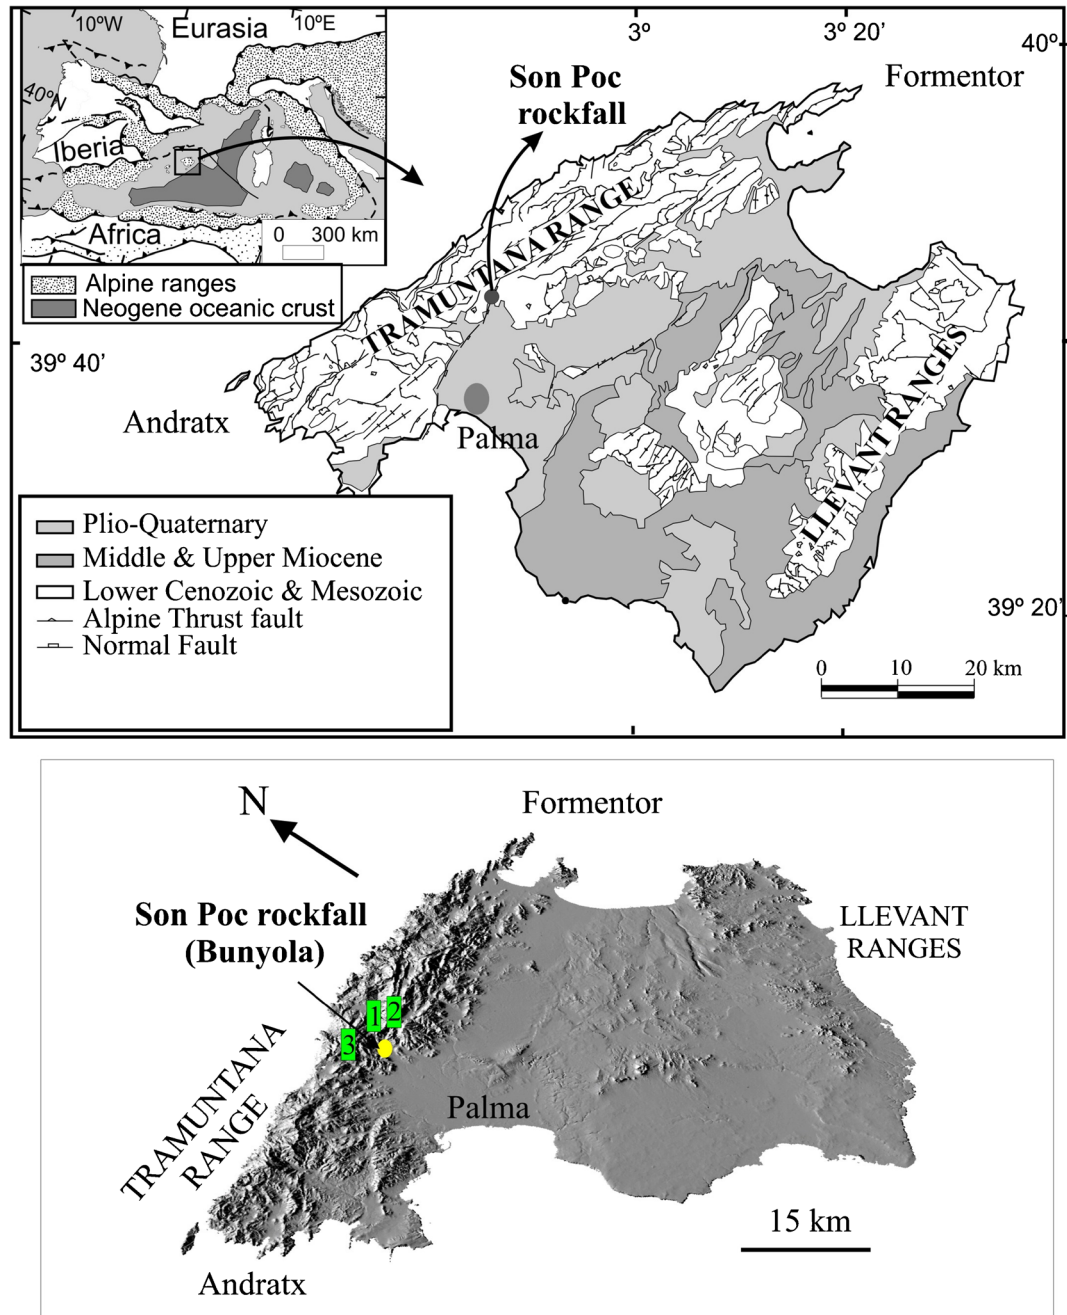 10ºW
10ºE
Eurasia
40ºN
Iberia
Africa
0 300 km
Alpine ranges
Neogene oceanic crust
3º
3º 20'
40º
Formentor
Son Poc
rockfall
TRAMUNTANA RANGE
39º 40'
Andratx
Palma
LLEVANT RANGES
Plio-Quaternary
Middle & Upper Miocene
Lower Cenozoic & Mesozoic
Alpine Thrust fault
Normal Fault
39º 20'
0 10 20 km
N
Formentor
Son Poc rockfall
(Bunyola)
LLEVANT
RANGES
1
2
3
TRAMUNTANA
RANGE
Palma
15 km
Andratx